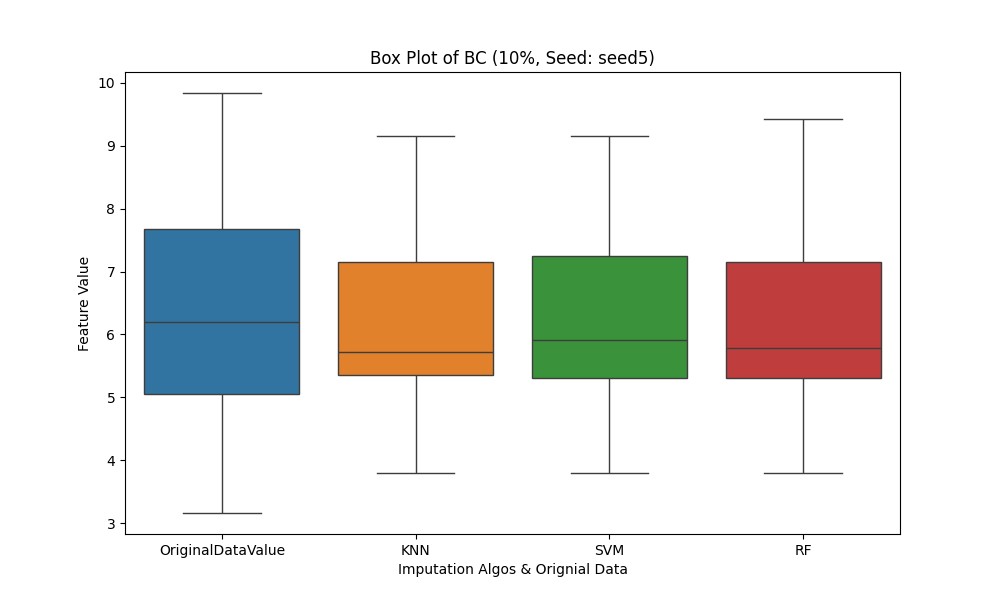 Box Plot of BC (10%, Seed: seed5)
10
9
8
7
6
5
4
3
Feature Value
OriginalDataValue KNN SVM RF
Imputation Algos & Orignial Data